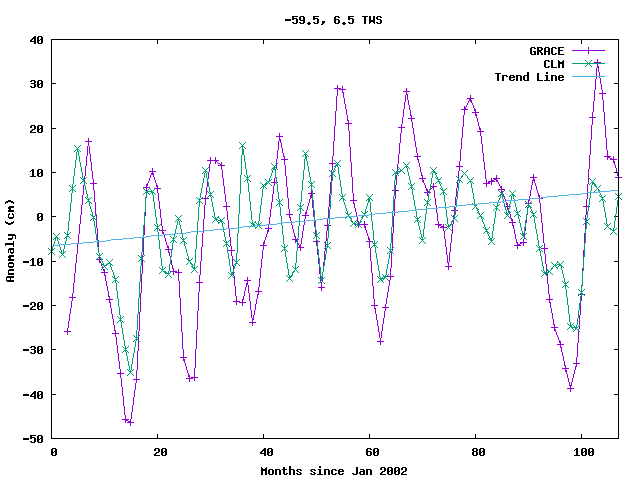 -59.5, 6.5 TWS
GRACE
CLM
Trend Line
40
30
20
10
0
-10
-20
-30
-40
-50
Anomaly (cm)
0 20 40 60 80 100
Months since Jan 2002